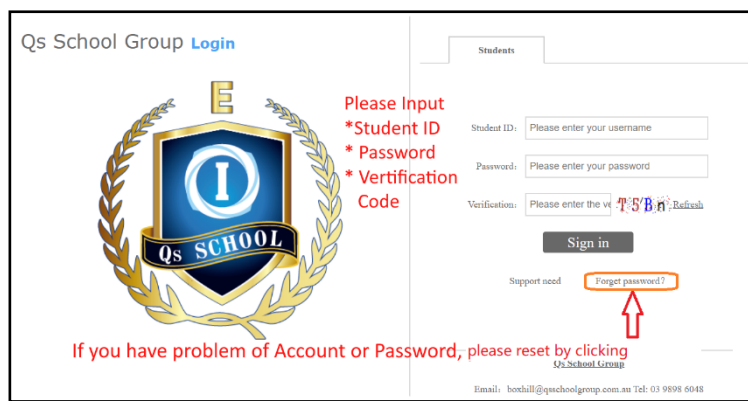 Qs School Group Login
E
I
Qs SCHOOL
Please Input
*Student ID
* Password
* Vertification
Code
Students
Student ID:
Please enter your username
Password:
Please enter your password
Verification:
Please enter the ve
T5Bn
Refresh
Sign in
Support need
Forget password?
If you have problem of Account or Password, please reset by clicking
Qs School Group
Email: boxhill@qsschoolgroup.com.au Tel: 03 9898 6048